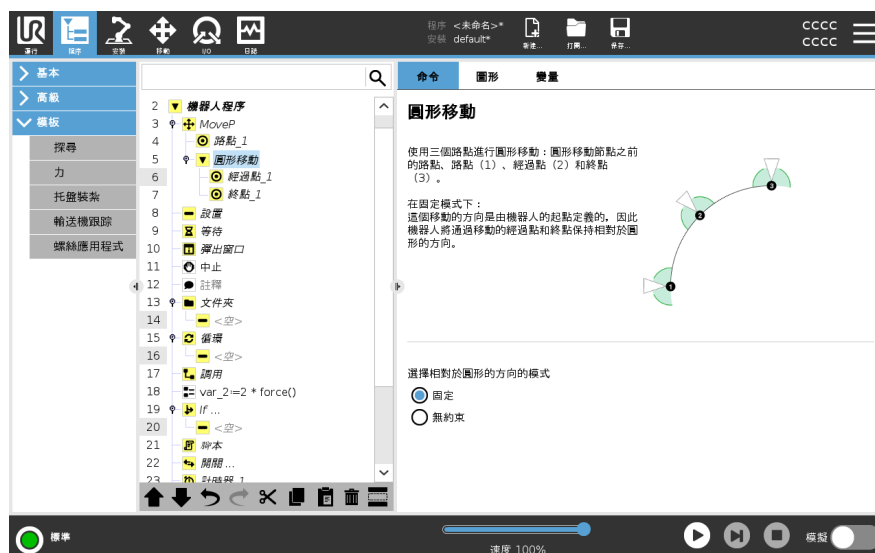 UR
運行
程序
安裝
移動
I/O
日誌
程序 <未命名>*
安裝 default*
新建...
打開...
保存...
CCCC
CCCC
基本
高級
模板
探尋
力
托盤裝紮
輸送機跟踪
螺絲應用程式
2 機器人程序
3 MoveP
4 路點_1
5 圓形移動
6 經過點_1
7 終點_1
8 設置
9 等待
10 彈出窗口
11 中止
12 註釋
13 文件夾
14 <空>
15 循環
16 <空>
17 調用
18 var_2:=2 * force()
19 If ...
20 <空>
21 腳本
22 開關 ...
23 計時器_1
命令
圖形
變量
圓形移動
使用三個路點進行圓形移動：圓形移動節點之前
的路點、路點（1）、經過點（2）和終點
（3）。
在固定模式下：
這個移動的方向是由機器人的起點定義的，因此
機器人將通過移動的經過點和終點保持相對於圓
形的方向。
1
2
3
選擇相對於圓形的方向的模式
固定
無約束
標準
速度 100%
模擬